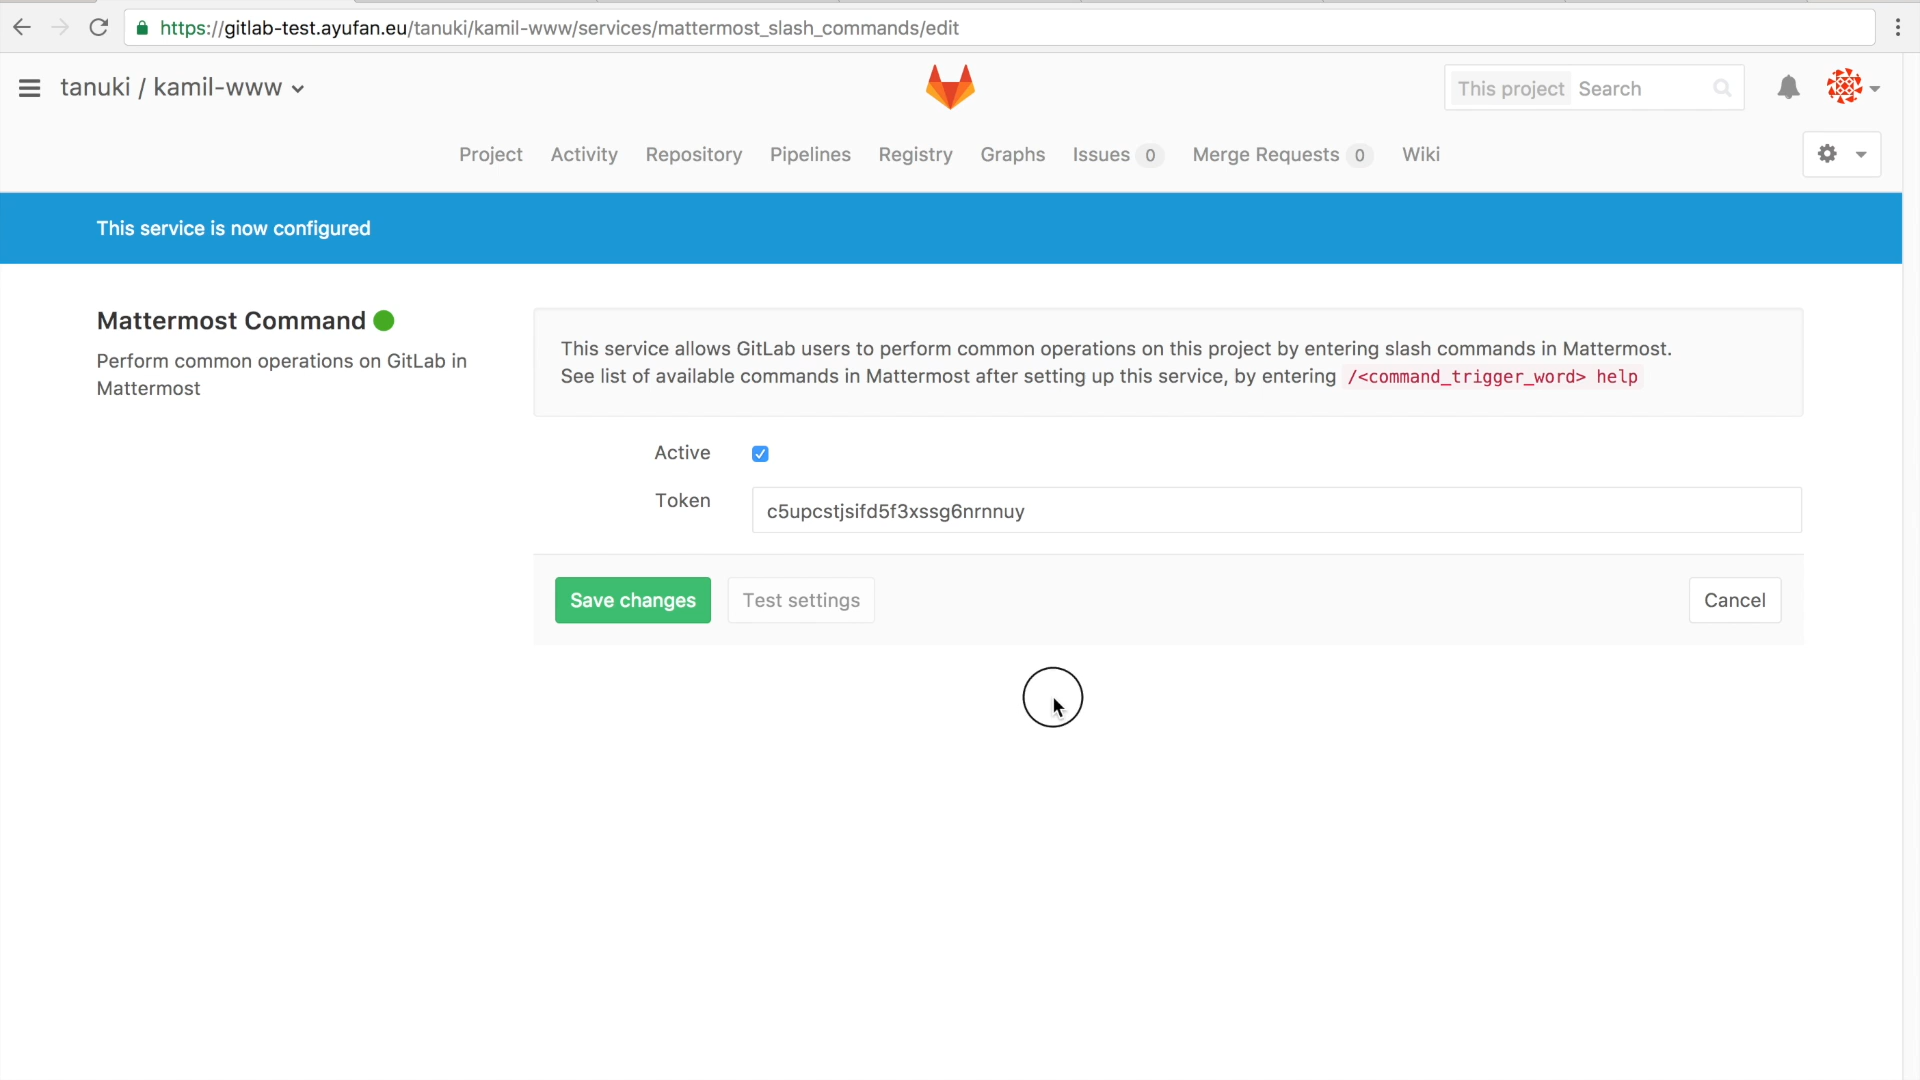 https://gitlab-test.ayufan.eu/tanuki/kamil-www/services/mattermost_slash_commands/edit
tanuki / kamil-www
This project Search
Project Activity Repository Pipelines Registry Graphs Issues 0 Merge Requests 0 Wiki
This service is now configured
Mattermost Command
Perform common operations on GitLab in
Mattermost
This service allows GitLab users to perform common operations on this project by entering slash commands in Mattermost.
See list of available commands in Mattermost after setting up this service, by entering /<command_trigger_word> help
Active
Token
c5upcstjsifd5f3xssg6nrnnuy
Save changes Test settings Cancel